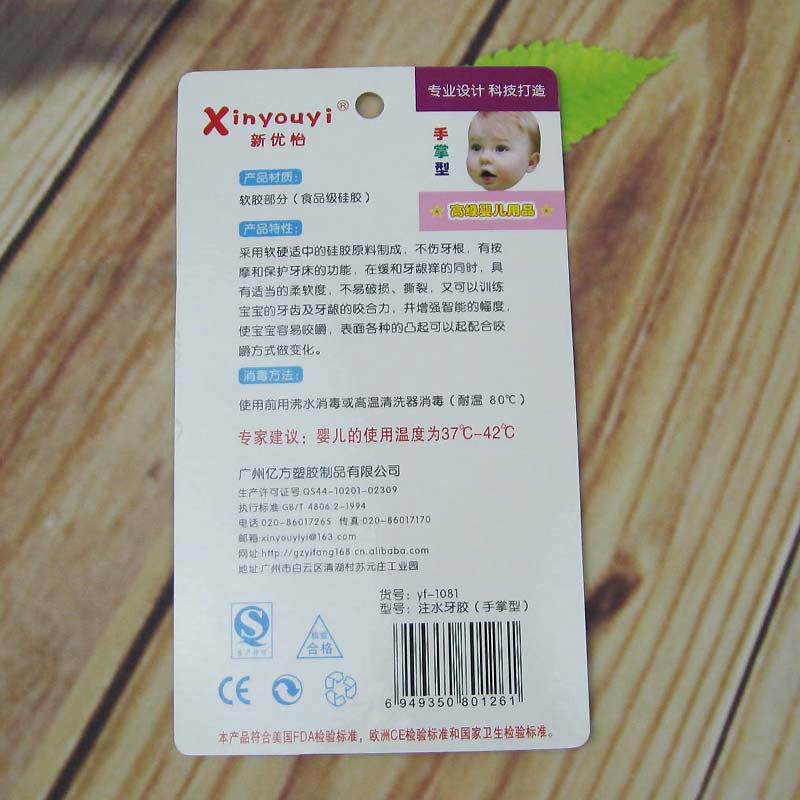 专业设计 科技打造
Xinyouyi®
新优怡
手掌型
高级婴儿用品
产品材质:
软胶部分（食品级硅胶）
产品特性:
采用软硬适中的硅胶原料制成，不伤牙根，有按
摩和保护牙床的功能，在缓和牙龈痒的同时，具
有适当的柔软度，不易破损、撕裂，又可以训练
宝宝的牙齿及牙龈的咬合力，并增强智能的幅度，
使宝宝容易咬嚼，表面各种的凸起可以起配合咬
嚼方式做变化。
消毒方法:
使用前用沸水消毒或高温清洗器消毒（耐温 80℃）
专家建议：婴儿的使用温度为37℃-42℃
广州亿方塑胶制品有限公司
生产许可证号:QS44-10201-02309
执行标准:GB/T 4806.2-1994
电话:020-86017265 传真:020-86017170
邮箱:xinyouyiyi@163.com
网址:http://gzyifang168.cn.alibaba.com
地址:广州市白云区清湖村苏元庄工业园
货号: yf-1081
型号: 注水牙胶（手掌型）
生产许可
检验
合格
CE
6 949350 801261
本产品符合美国FDA检验标准，欧洲CE检验标准和国家卫生检验标准。